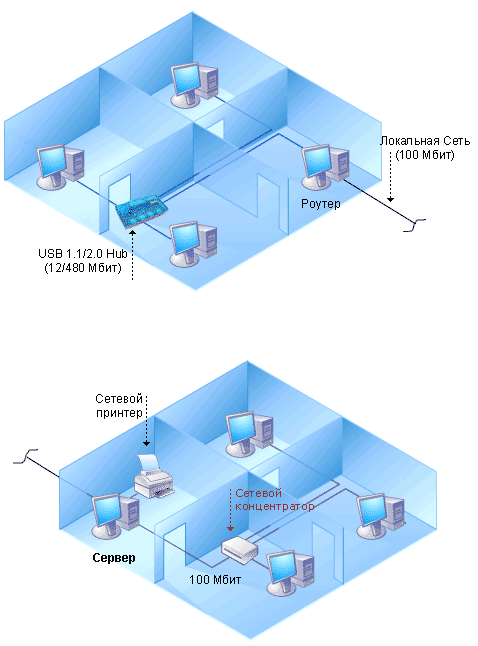 Локальная Сеть
(100 Мбит)
Роутер
USB 1.1/2.0 Hub
(12/480 Мбит)
Сетевой
принтер
Сетевой
концентратор
Сервер
100 Мбит